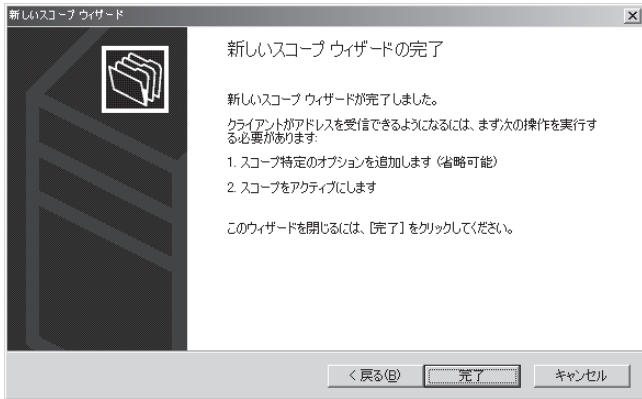 新しいスコープ ウィザード
新しいスコープ ウィザードの完了
新しいスコープ ウィザードが完了しました。
クライアントがアドレスを受信できるようになるには、まず次の操作を実行す
る必要があります:
1. スコープ特定のオプションを追加します (省略可能)
2. スコープをアクティブにします
このウィザードを閉じるには、[完了] をクリックしてください。
< 戻る(B)
完了
キャンセル